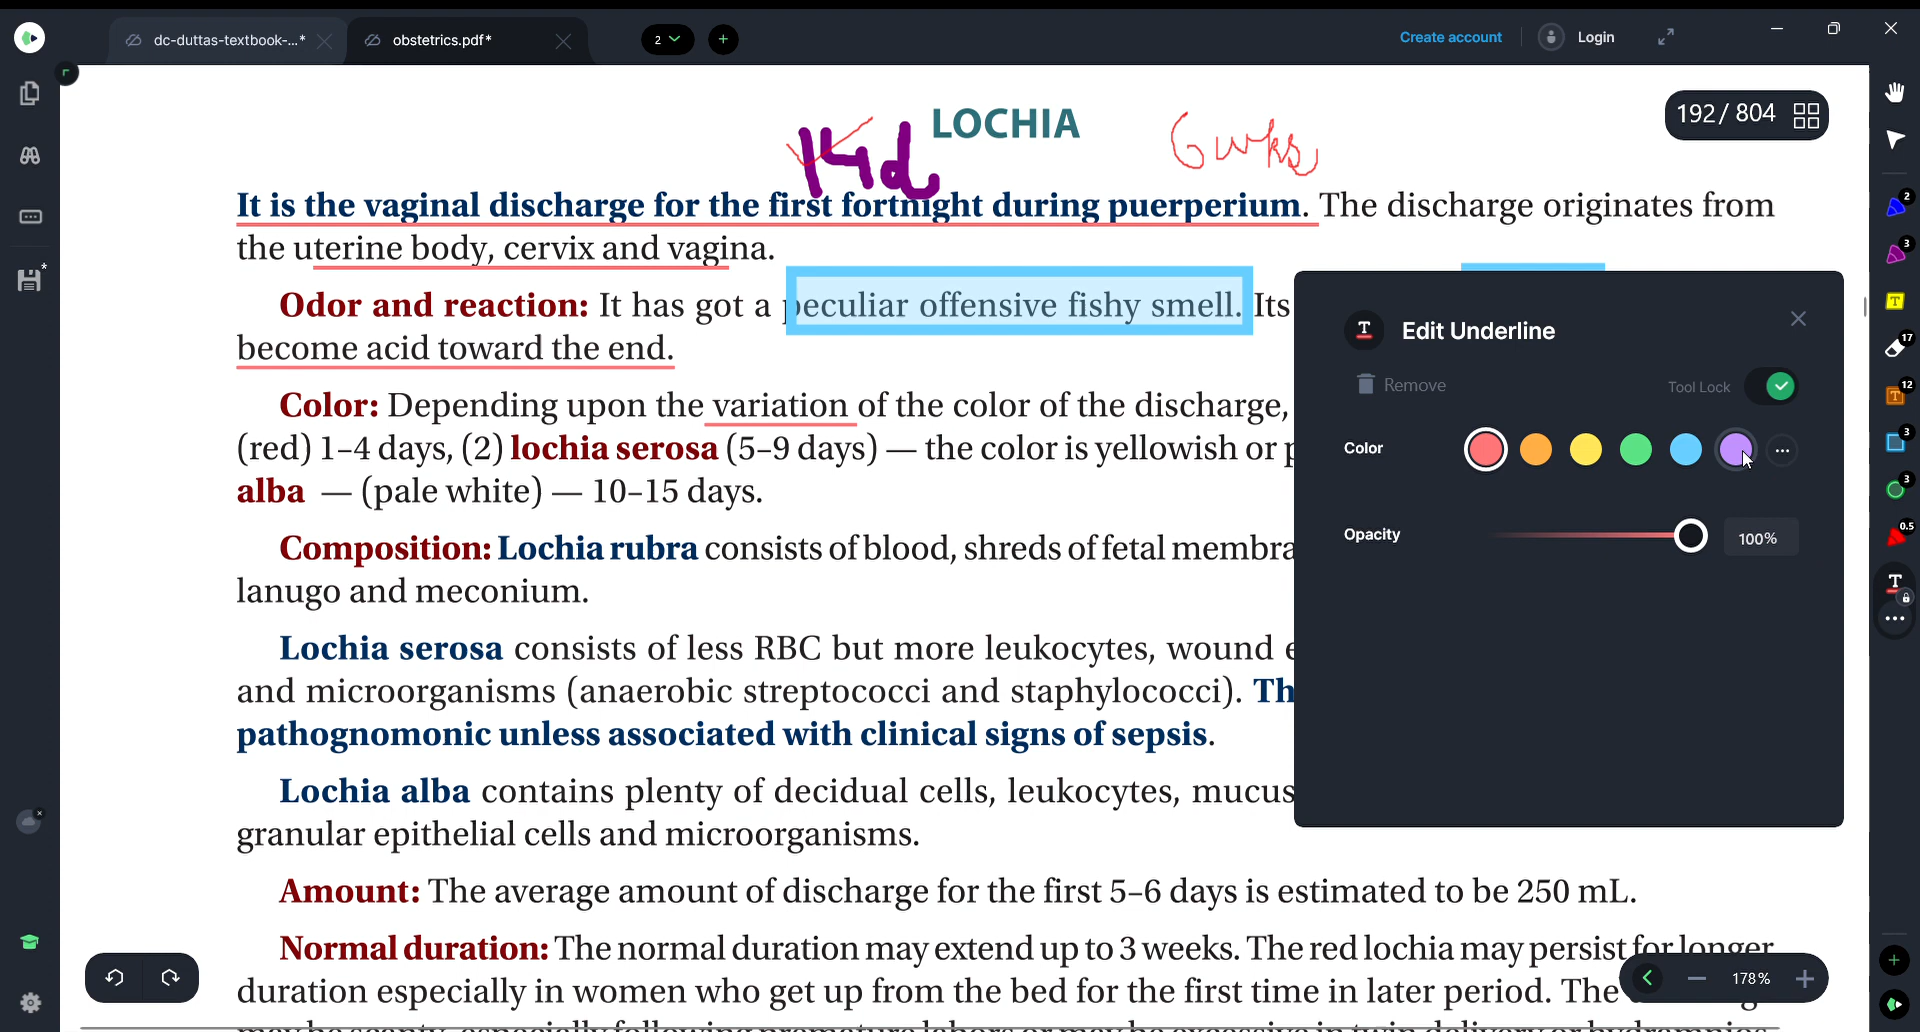 dc-duttas-textbook-...*
obstetrics.pdf*
2
Create account
Login
LOCHIA
14d
6 wks
192/ 804
It is the vaginal discharge for the first fortnight during puerperium. The discharge originates from
the uterine body, cervix and vagina.
Odor and reaction: It has got a peculiar offensive fishy smell. Its
become acid toward the end.
Color: Depending upon the variation of the color of the discharge,
(red) 1–4 days, (2) lochia serosa (5–9 days) — the color is yellowish or
alba — (pale white) — 10–15 days.
Composition: Lochia rubra consists of blood, shreds of fetal membra
lanugo and meconium.
Lochia serosa consists of less RBC but more leukocytes, wound
and microorganisms (anaerobic streptococci and staphylococci). Th
pathognomonic unless associated with clinical signs of sepsis.
Lochia alba contains plenty of decidual cells, leukocytes, mucus
granular epithelial cells and microorganisms.
Amount: The average amount of discharge for the first 5–6 days is estimated to be 250 mL.
Normal duration: The normal duration may extend up to 3 weeks. The red lochia may persist for longer
duration especially in women who get up from the bed for the first time in later period. The
Edit Underline
Remove
Tool Lock
Color
Opacity
100%
2
3
T
17
12
T
3
3
0.5
T
178%